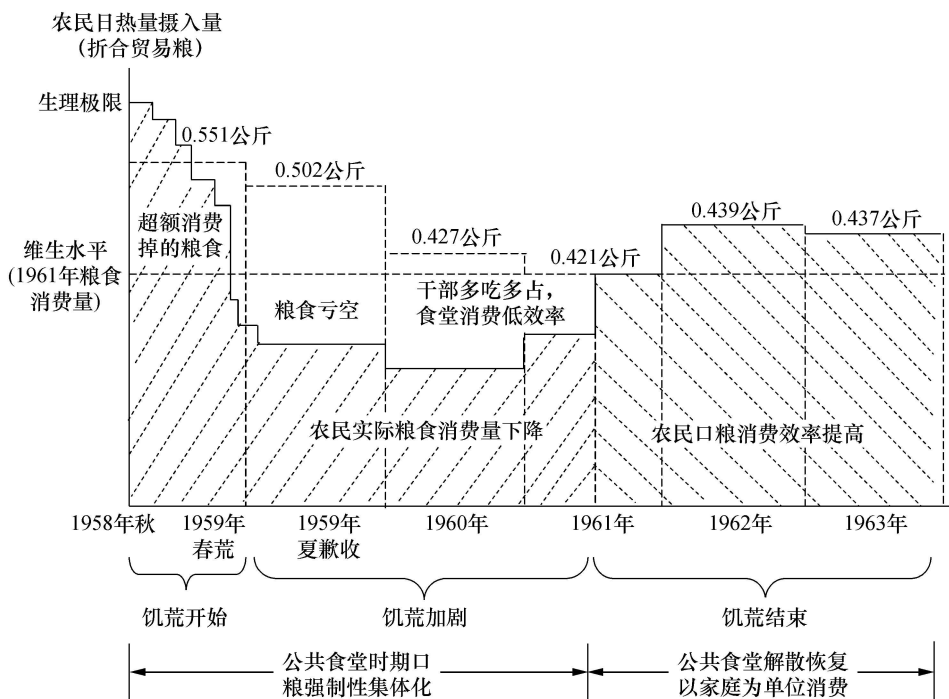 农民日热量摄入量
(折合贸易粮)
生理极限
0.551公斤
0.502公斤
0.439公斤
0.437公斤
超额消费
掉的粮食
0.427公斤
维生水平
(1961年粮食
消费量)
0.421公斤
粮食亏空
干部多吃多占，
食堂消费低效率
农民实际粮食消费量下降
农民口粮消费效率提高
1958年秋
1959年
春荒
1959年
夏歉收
1960年
1961年
1962年
1963年
饥荒开始
饥荒加剧
饥荒结束
公共食堂时期口
粮强制性集体化
公共食堂解散恢复
以家庭为单位消费